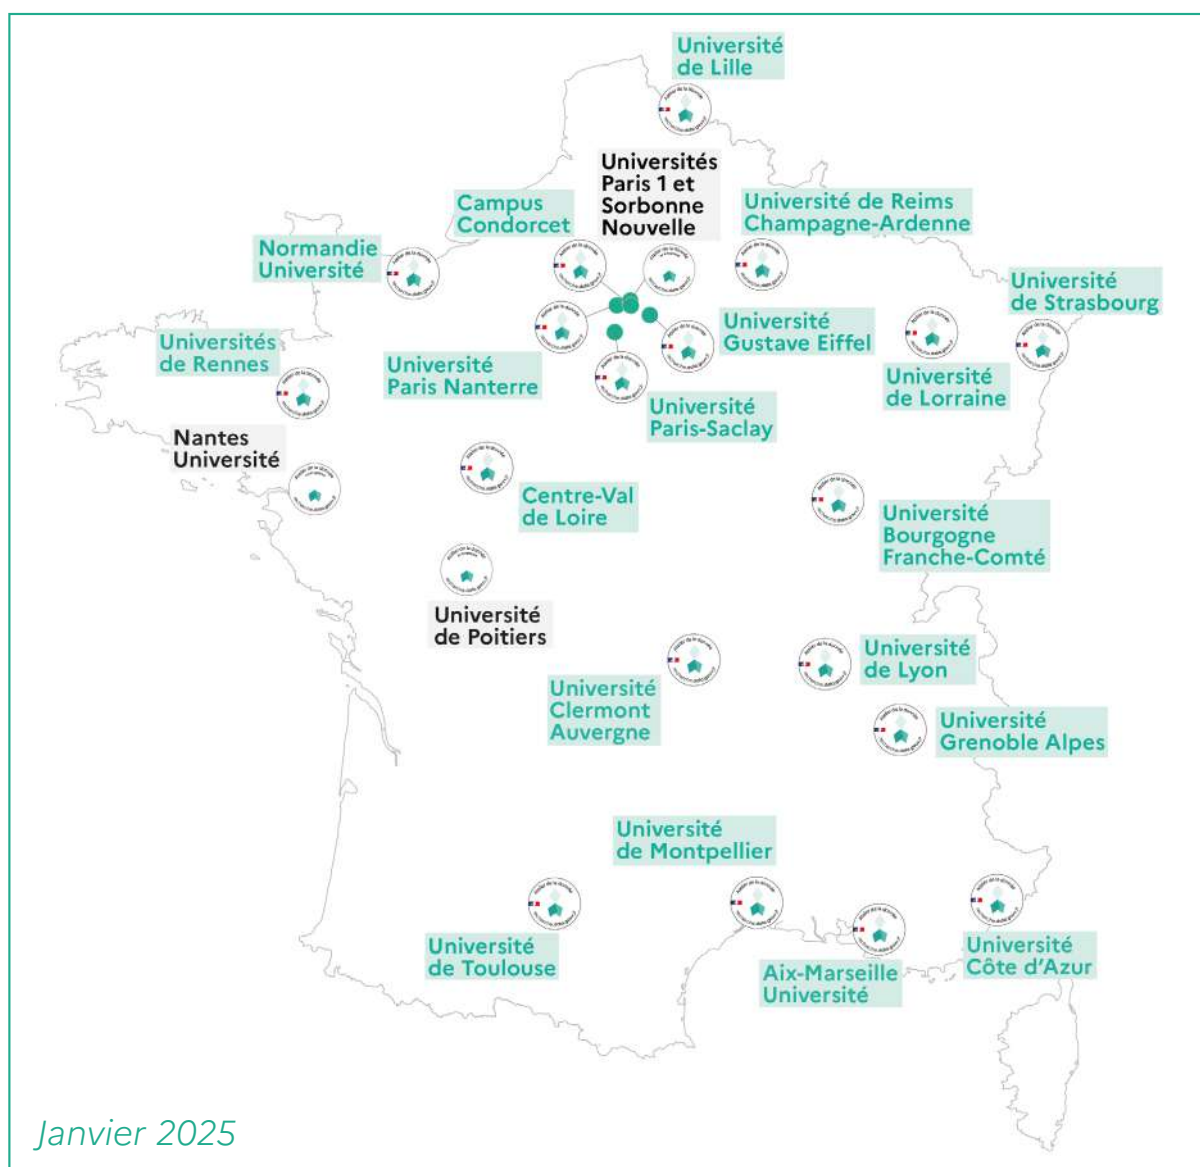 Université
de Lille
Universités
Paris 1 et
Sorbonne
Nouvelle
Campus
Condorcet
Université de Reims
Champagne-Ardenne
Normandie
Université
Université
de Strasbourg
Universités
de Rennes
Université
Gustave Eiffel
Université
Paris Nanterre
Université
de Lorraine
Université
Paris-Saclay
Nantes
Université
Centre-Val
de Loire
Université
Bourgogne
Franche-Comté
Université
de Poitiers
Université
de Lyon
Université
Clermont
Auvergne
Université
Grenoble Alpes
Université
de Montpellier
Université
de Toulouse
Université
Côte d'Azur
Aix-Marseille
Université
Janvier 2025